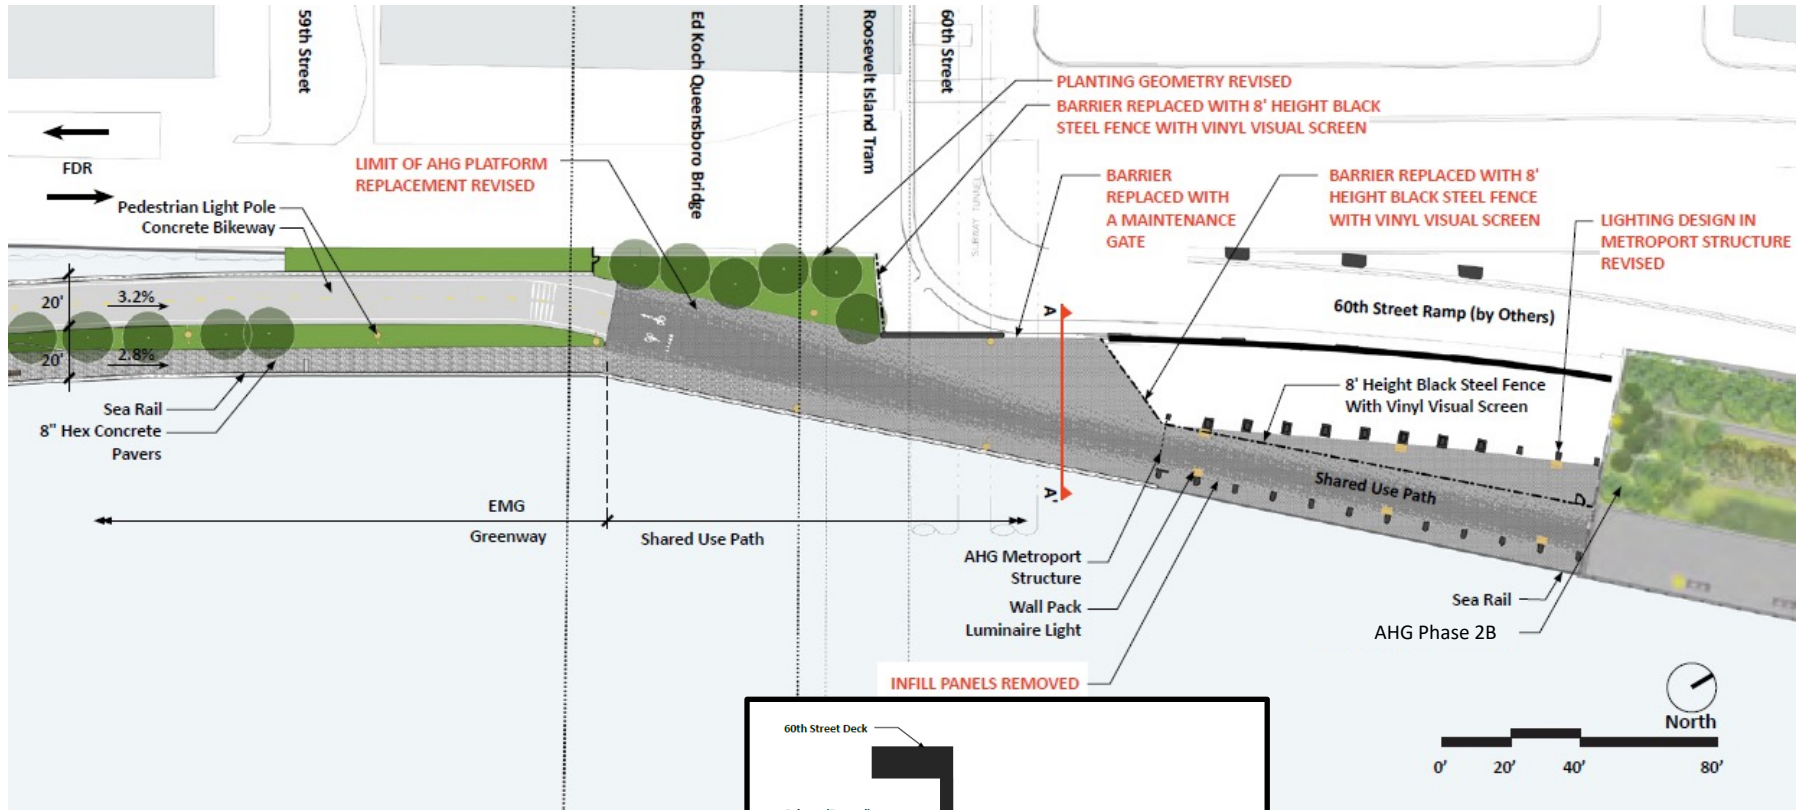 59th Street
Ed Koch Queensboro Bridge
Roosevelt Island Tram
60th Street
PLANTING GEOMETRY REVISED
BARRIER REPLACED WITH 8' HEIGHT BLACK
STEEL FENCE WITH VINYL VISUAL SCREEN
FDR
LIMIT OF AHG PLATFORM
REPLACEMENT REVISED
BARRIER
REPLACED WITH
A MAINTENANCE
GATE
BARRIER REPLACED WITH 8'
HEIGHT BLACK STEEL FENCE
WITH VINYL VISUAL SCREEN
LIGHTING DESIGN IN
METROPORT STRUCTURE
REVISED
SUBWAY TUNNEL
Pedestrian Light Pole
Concrete Bikeway
20'
3.2%
20'
2.8%
A
60th Street Ramp (by Others)
8' Height Black Steel Fence
With Vinyl Visual Screen
Sea Rail
8" Hex Concrete
Pavers
Shared Use Path
A'
EMG
Greenway
Shared Use Path
AHG Metroport
Structure
Wall Pack
Luminaire Light
Sea Rail
AHG Phase 2B
INFILL PANELS REMOVED
60th Street Deck
North
0'
20'
40'
80'